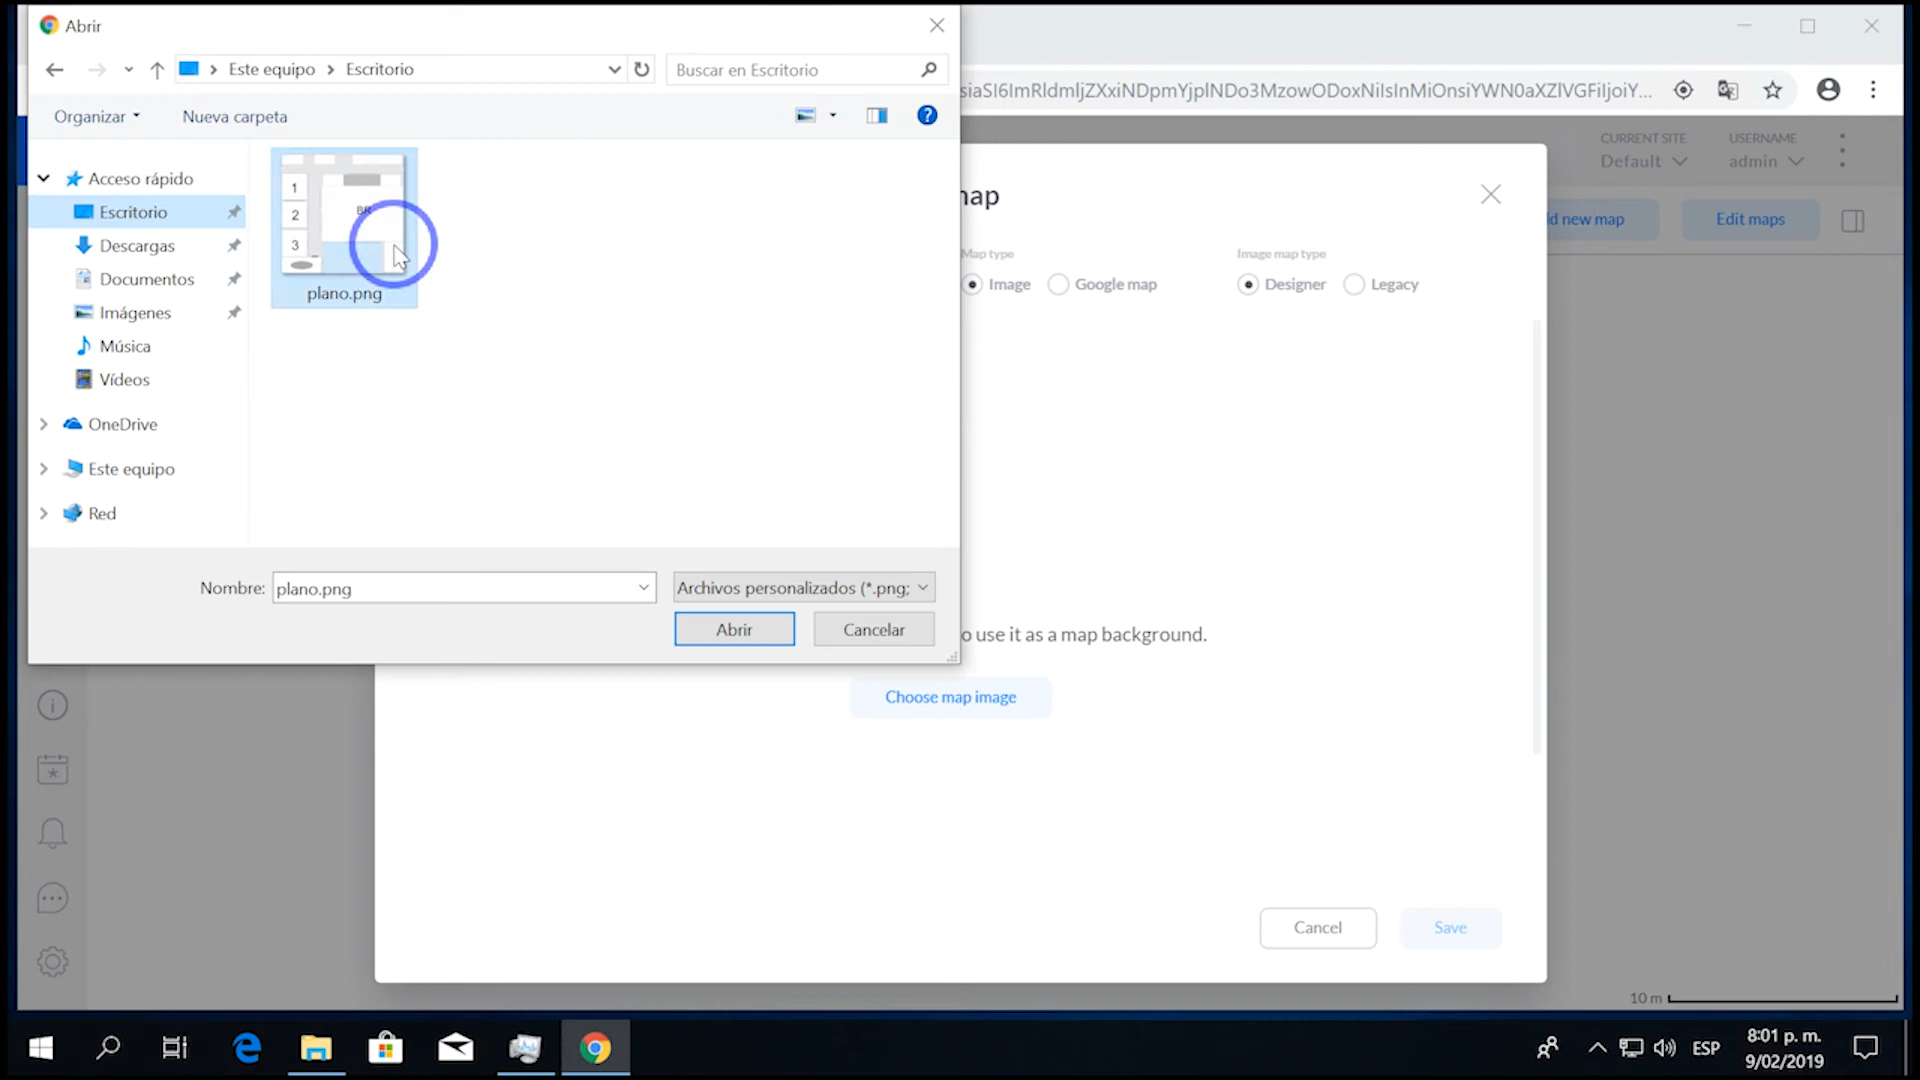 Abrir
Este equipo
Escritorio
Buscar en Escritorio
siaSI6ImRldmljZXxiNDpmYjplNDo3MzowODoxNiIsInMiOnsiYWN0aXZlVGFiIjoiY...
Organizar
Nueva carpeta
CURRENT SITE
Default
USERNAME
admin
Acceso rápido
Escritorio
Descargas
Documentos
Imágenes
Música
Vídeos
OneDrive
Este equipo
Red
1
2
3
BR
plano.png
map
d new map
Edit maps
Map type
Image
Google map
Image map type
Designer
Legacy
Nombre:
plano.png
Archivos personalizados (*.png;
Abrir
Cancelar
o use it as a map background.
Choose map image
Cancel
Save
10 m
ESP
8:01 p. m.
9/02/2019